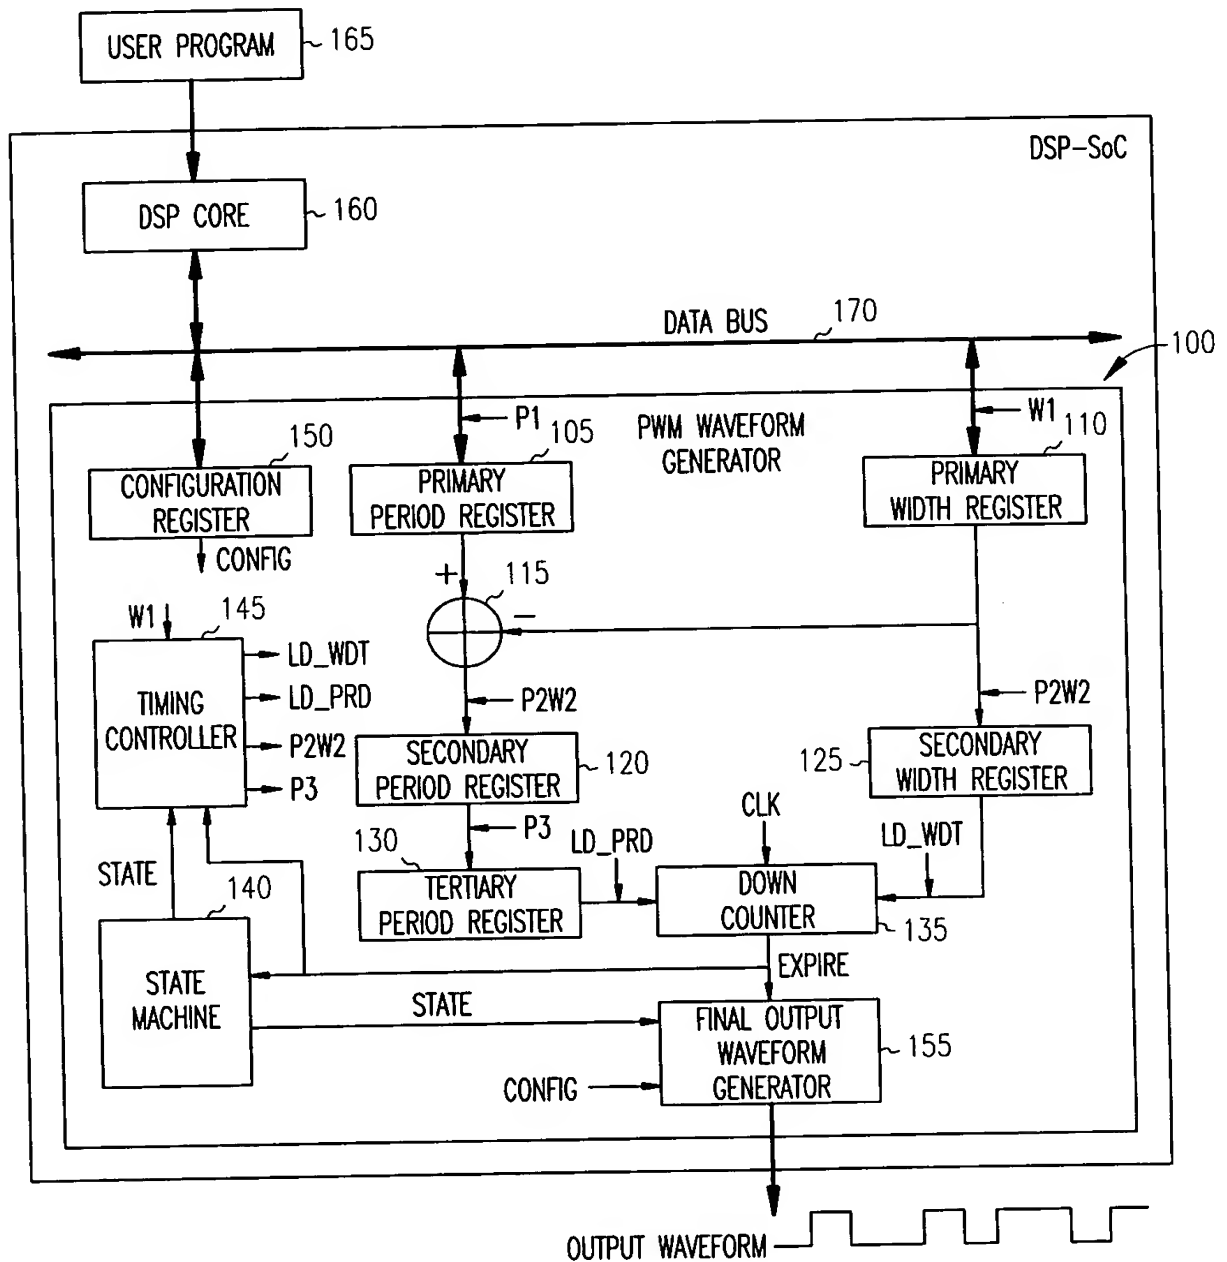 USER PROGRAM
165
DSP-SoC
DSP CORE
160
DATA BUS
170
100
P1
W1
150
105
PWM WAVEFORM
GENERATOR
110
CONFIGURATION
REGISTER
PRIMARY
PERIOD REGISTER
PRIMARY
WIDTH REGISTER
CONFIG
+
115
−
W1
145
TIMING
CONTROLLER
LD_WDT
LD_PRD
P2W2
P3
P2W2
P2W2
SECONDARY
PERIOD REGISTER
120
125
SECONDARY
WIDTH REGISTER
P3
CLK
LD_PRD
LD_WDT
130
TERTIARY
PERIOD REGISTER
DOWN
COUNTER
135
STATE
140
STATE
MACHINE
EXPIRE
STATE
FINAL OUTPUT
WAVEFORM
GENERATOR
155
CONFIG
OUTPUT WAVEFORM